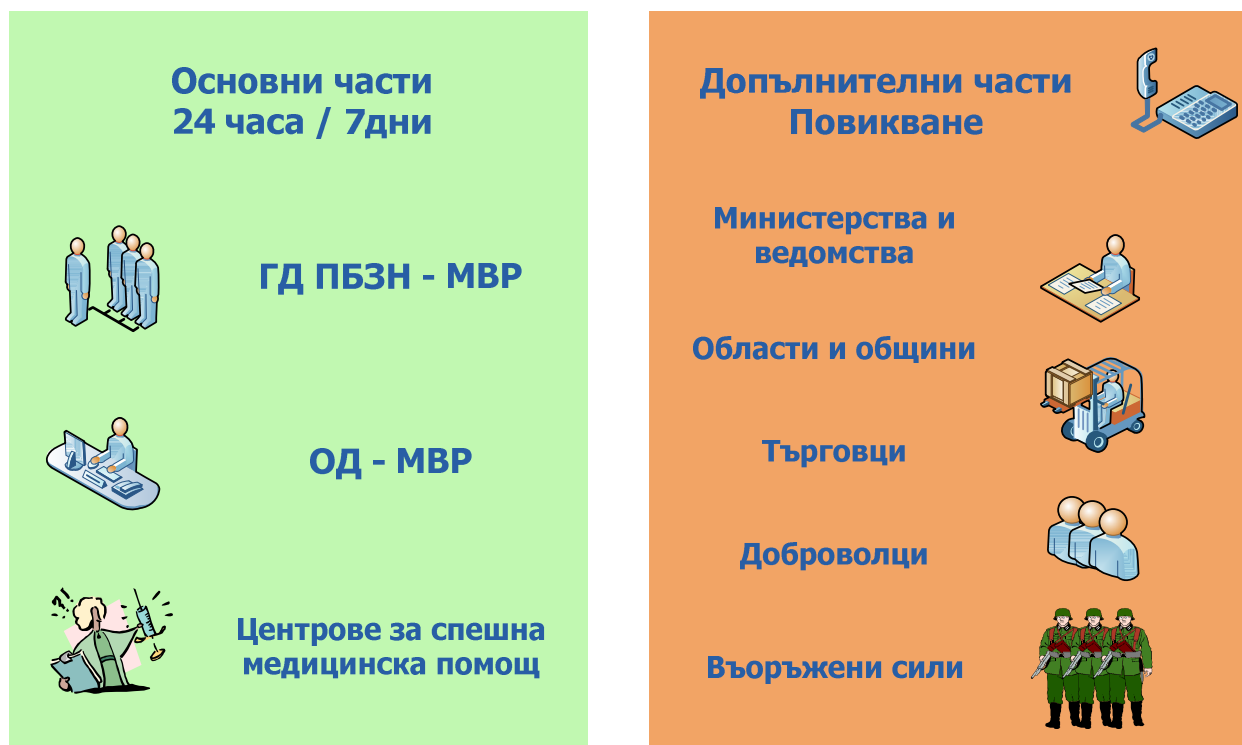 Основни части
24 часа / 7дни
ГД ПБЗН - МВР
ОД - МВР
Центрове за спешна
медицинска помощ
Допълнителни части
Повикване
Министерства и
ведомства
Области и общини
Търговци
Доброволци
Въоръжени сили
?!